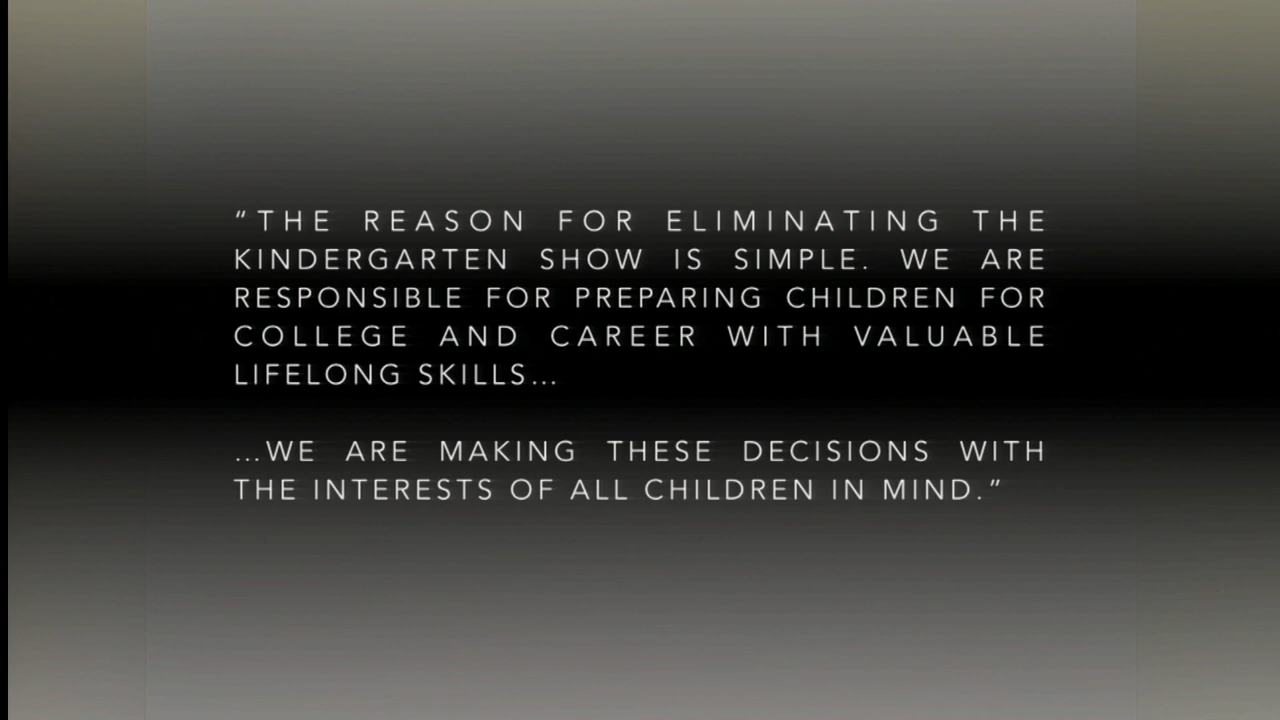 “THE REASON FOR ELIMINATING THE
KINDERGARTEN SHOW IS SIMPLE. WE ARE
RESPONSIBLE FOR PREPARING CHILDREN FOR
COLLEGE AND CAREER WITH VALUABLE
LIFELONG SKILLS...
...WE ARE MAKING THESE DECISIONS WITH
THE INTERESTS OF ALL CHILDREN IN MIND.”